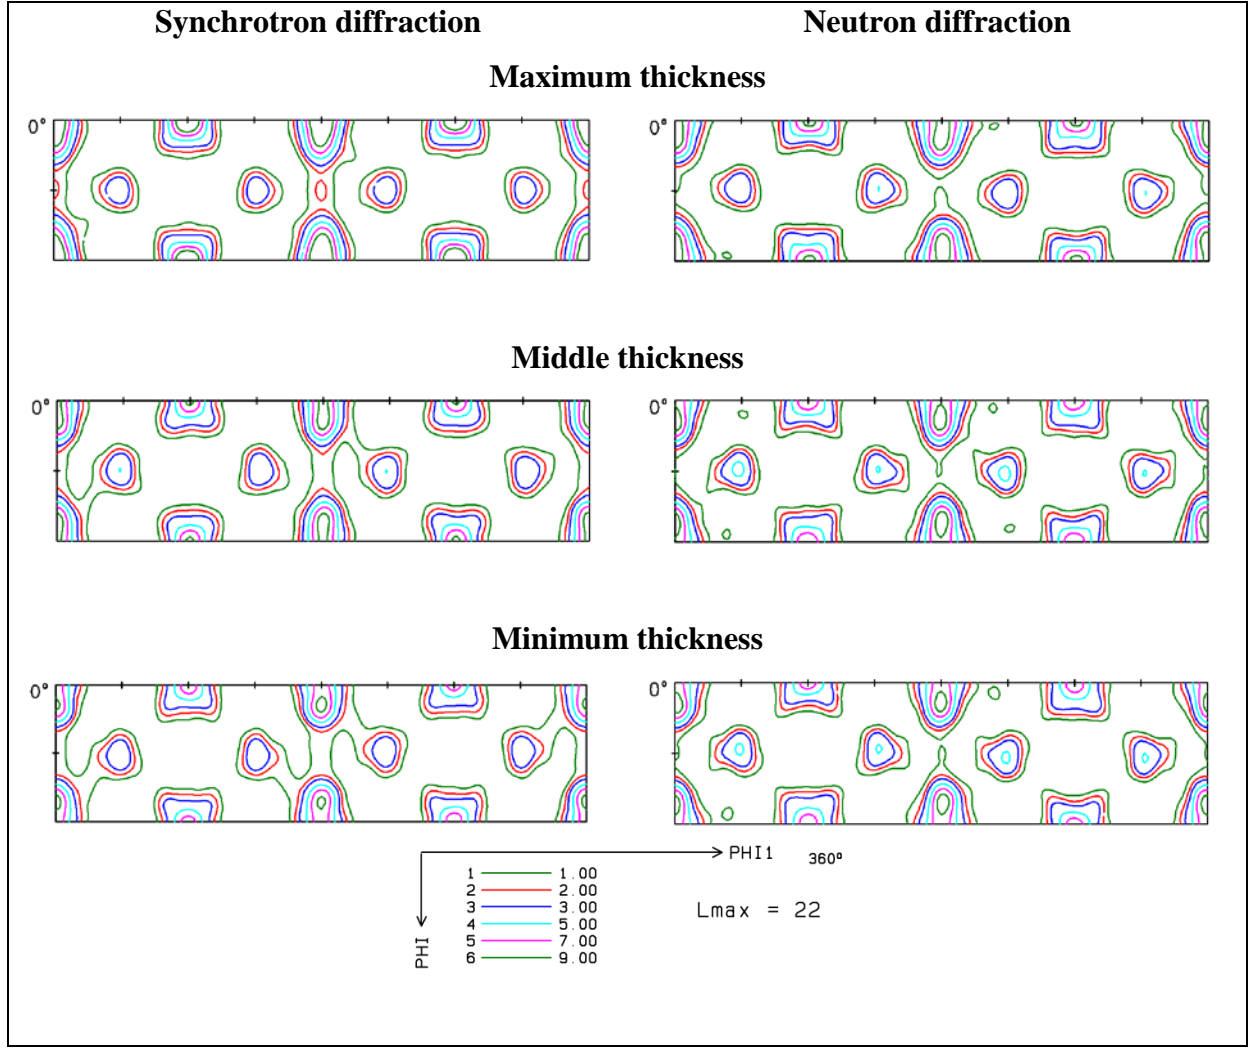 Synchrotron diffraction Neutron diffraction
Maximum thickness
0° 0°
Middle thickness
0° 0°
Minimum thickness
0° 0°
PHI1 360°
1 1.00
2 2.00
3 3.00
4 5.00
5 7.00
6 9.00
PHI
Lmax = 22